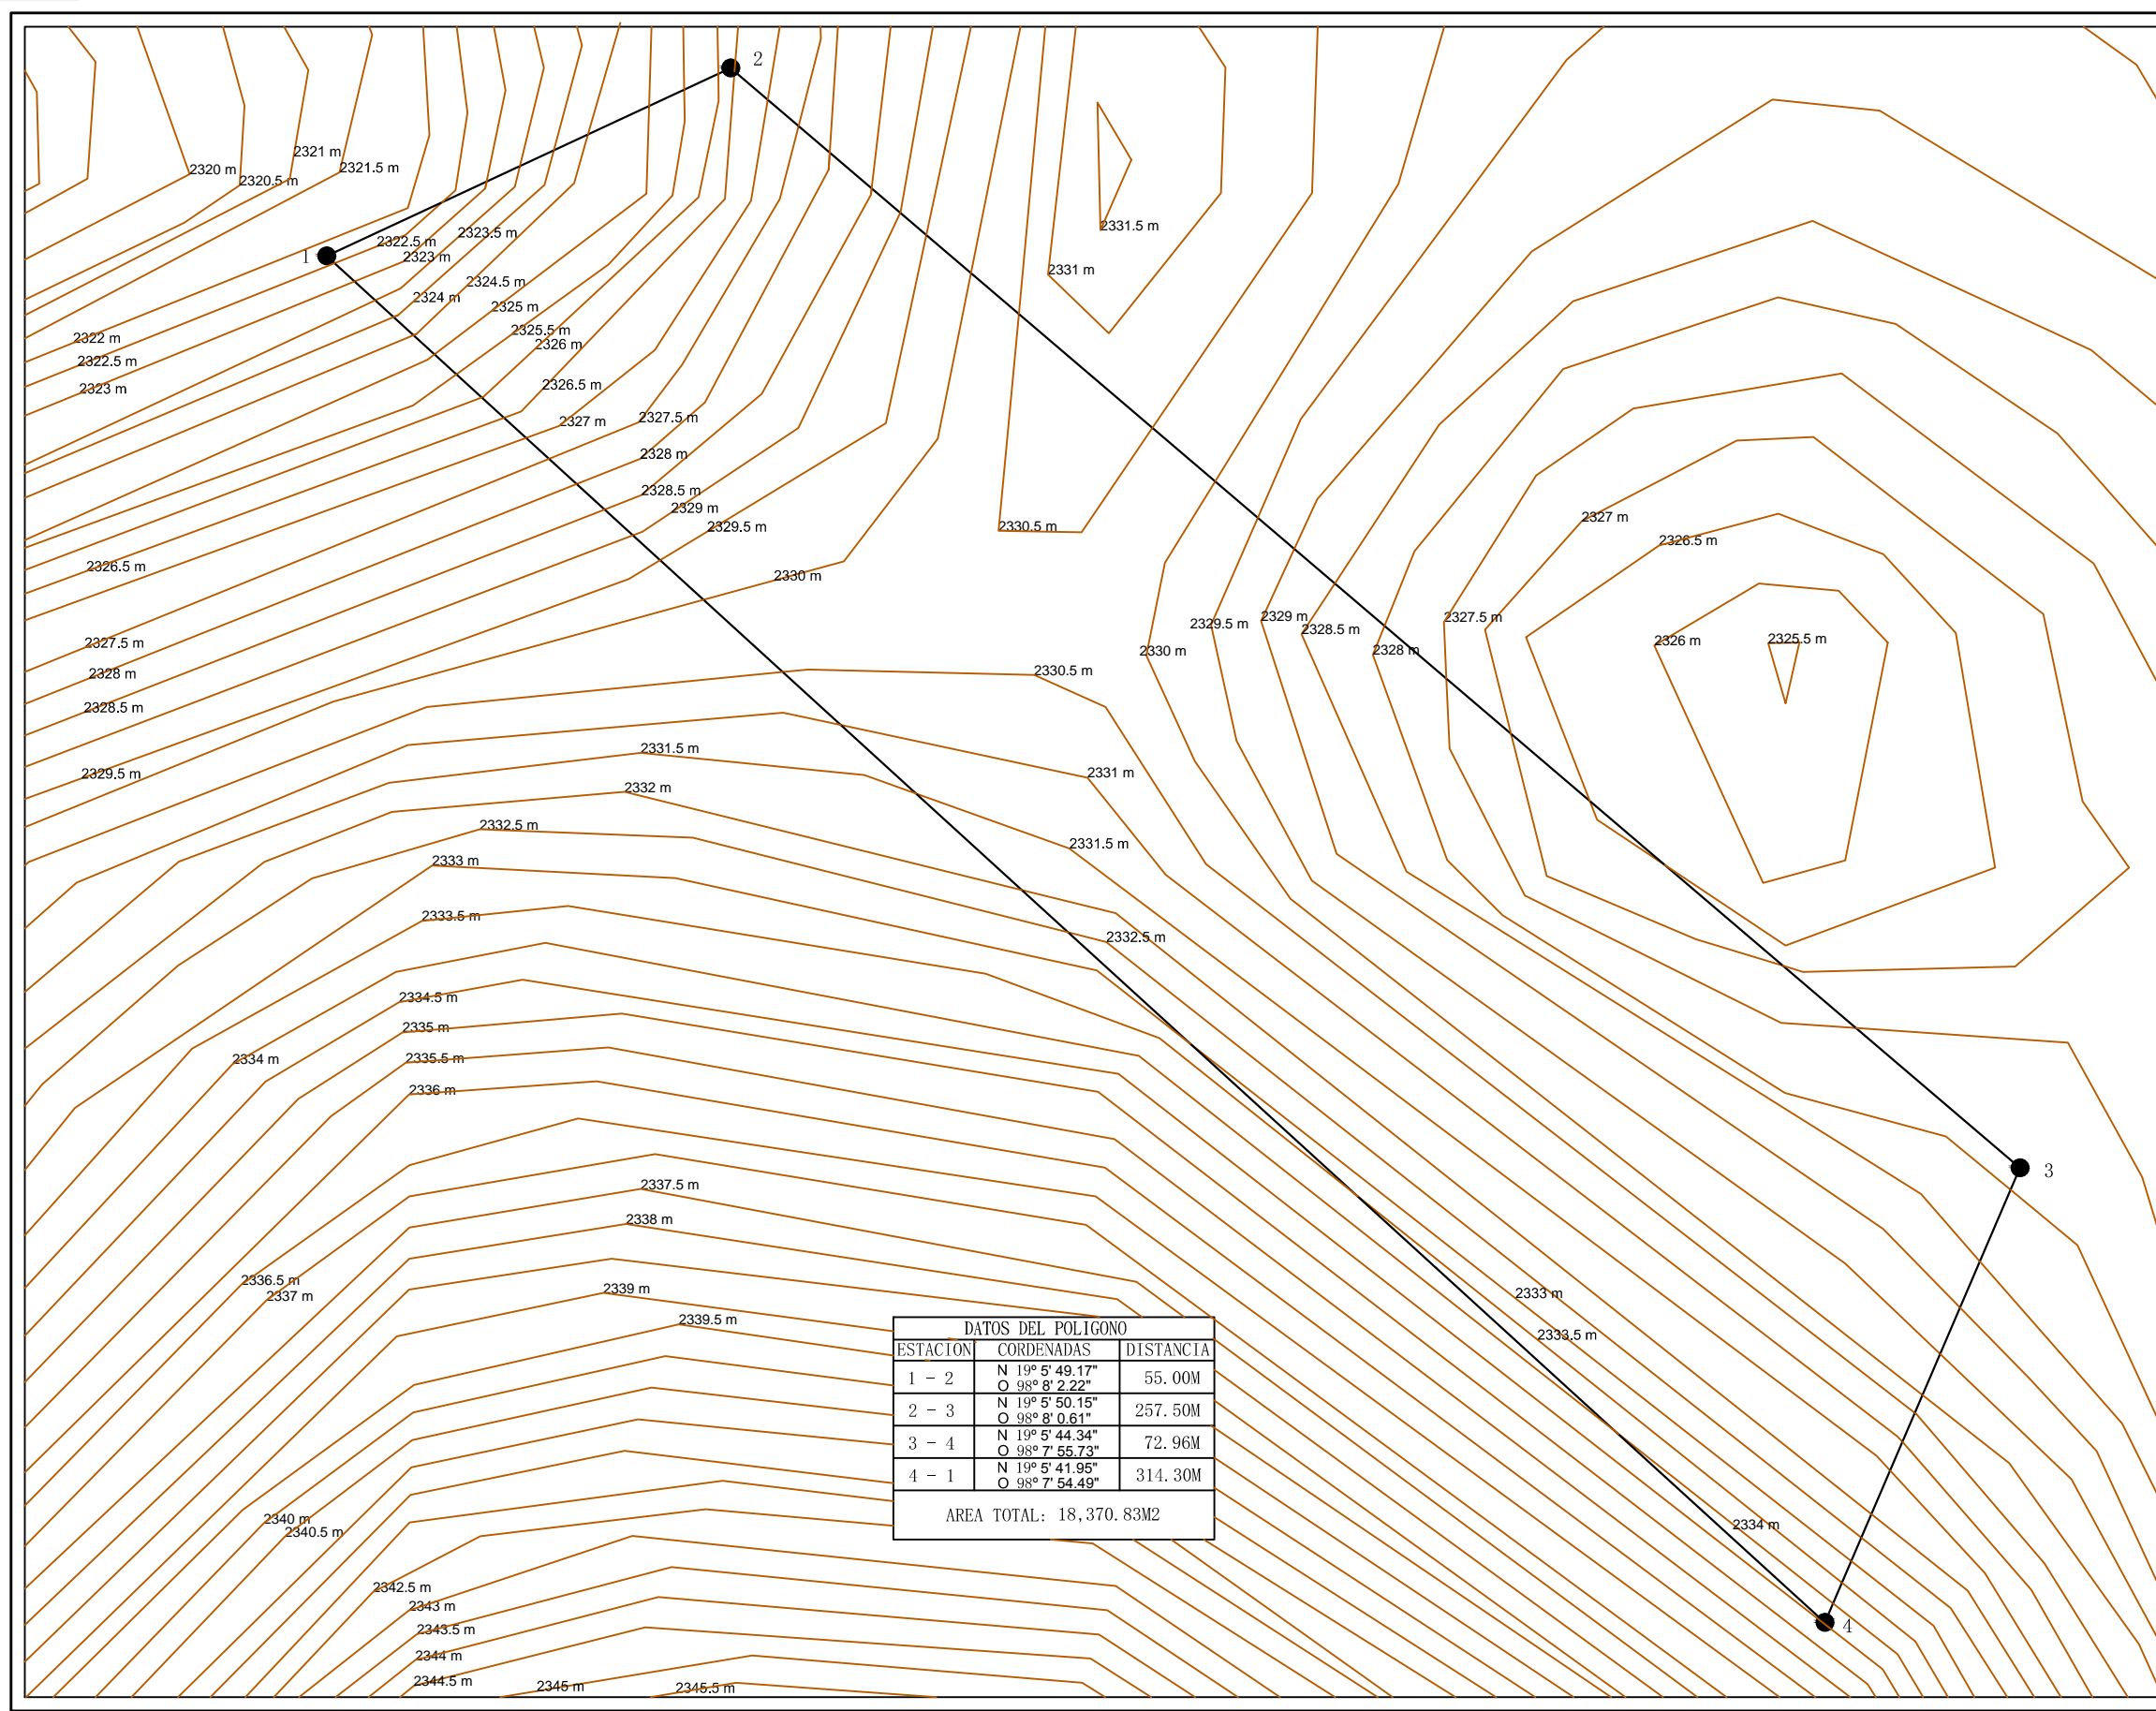 2
2320 m
2320.5 m
2321 m
2321.5 m
2331.5 m
1
2322.5 m
2323 m
2323.5 m
2331 m
2324 m
2324.5 m
2325 m
2322 m
2325.5 m
2326 m
2322.5 m
2323 m
2326.5 m
2327 m
2327.5 m
2328 m
2328.5 m
2329 m
2329.5 m
2330.5 m
2327 m
2326.5 m
2326.5 m
2330 m
2329.5 m
2329 m
2328.5 m
2327.5 m
2327.5 m
2330 m
2328 m
2326 m
2325.5 m
2328 m
2330.5 m
2328.5 m
2331.5 m
2329.5 m
2331 m
2332 m
2332.5 m
2331.5 m
2333 m
2333.5 m
2332.5 m
2334.5 m
2335 m
2334 m
2335.5 m
2336 m
3
2337.5 m
2338 m
2336.5 m
2337 m
2339 m
2333 m
2339.5 m
2333.5 m
DATOS DEL POLIGONO
ESTACION CORDENADAS DISTANCIA
1 - 2 N 19º 5' 49.17" 55.00M
O 98º 8' 2.22"
2 - 3 N 19º 5' 50.15" 257.50M
O 98º 8' 0.61"
3 - 4 N 19º 5' 44.34" 72.96M
O 98º 7' 55.73"
4 - 1 N 19º 5' 41.95" 314.30M
O 98º 7' 54.49"
AREA TOTAL: 18,370.83M2
2340 m
2340.5 m
2334 m
2342.5 m
2343 m
2343.5 m
4
2344 m
2344.5 m
2345 m
2345.5 m